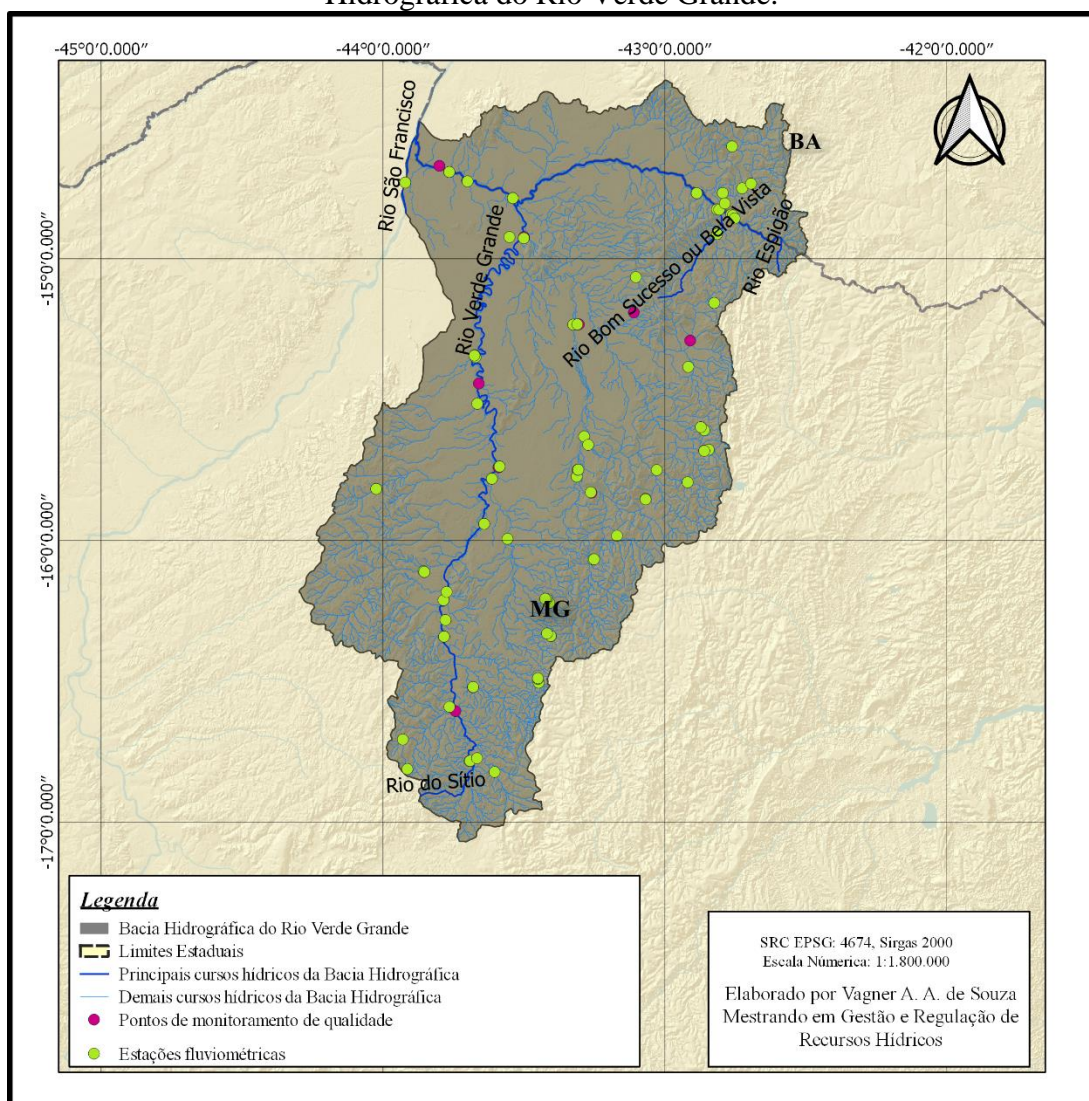 Hidrográfica do Rio Verde Grande.
-45°0'0.000"
-44°0'0.000"
-43°0'0.000"
-42°0'0.000"
BA
Rio São Francisco
-15°0'0.000"
Rio Verde Grande
Rio Bom Sucesso ou Bela Vista
Rio Espigão
-16°0'0.000"
MG
Rio do Sítio
-17°0'0.000"
Legenda
Bacia Hidrográfica do Rio Verde Grande
Limites Estaduais
Principais cursos hídricos da Bacia Hidrográfica
Demais cursos hídricos da Bacia Hidrográfica
Pontos de monitoramento de qualidade
Estações fluviométricas
SRC EPSG: 4674, Sirgas 2000
Escala Númerica: 1:1.800.000
Elaborado por Vagner A. A. de Souza
Mestrando em Gestão e Regulação de
Recursos Hídricos